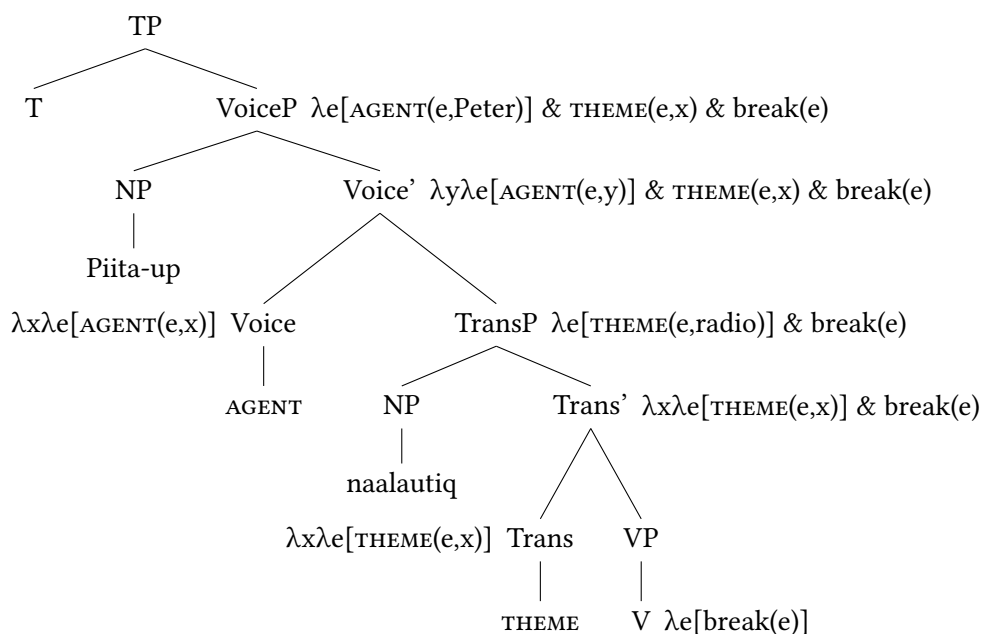 TP
T VoiceP λe[AGENT(e,Peter)] & THEME(e,x) & break(e)
NP Voice’ λyλe[AGENT(e,y)] & THEME(e,x) & break(e)
Piita-up
λxλe[AGENT(e,x)] Voice TransP λe[THEME(e,radio)] & break(e)
AGENT NP Trans’ λxλe[THEME(e,x)] & break(e)
naalautiq
λxλe[THEME(e,x)] Trans VP
THEME V λe[break(e)]